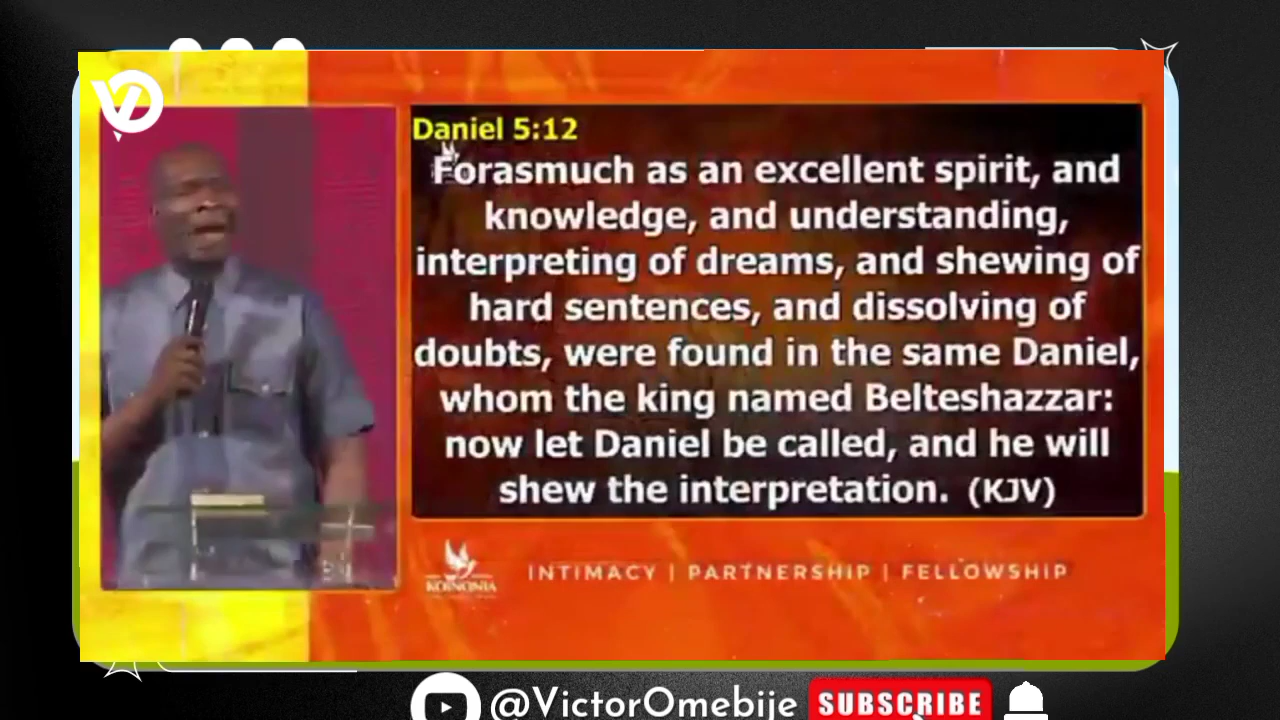 Daniel 5:12
Forasmuch as an excellent spirit, and
knowledge, and understanding,
interpreting of dreams, and shewing of
hard sentences, and dissolving of
doubts, were found in the same Daniel,
whom the king named Belteshazzar:
now let Daniel be called, and he will
shew the interpretation. (KJV)
KOINONIA
INTIMACY | PARTNERSHIP | FELLOWSHIP
@VictorOmebije SUBSCRIBE